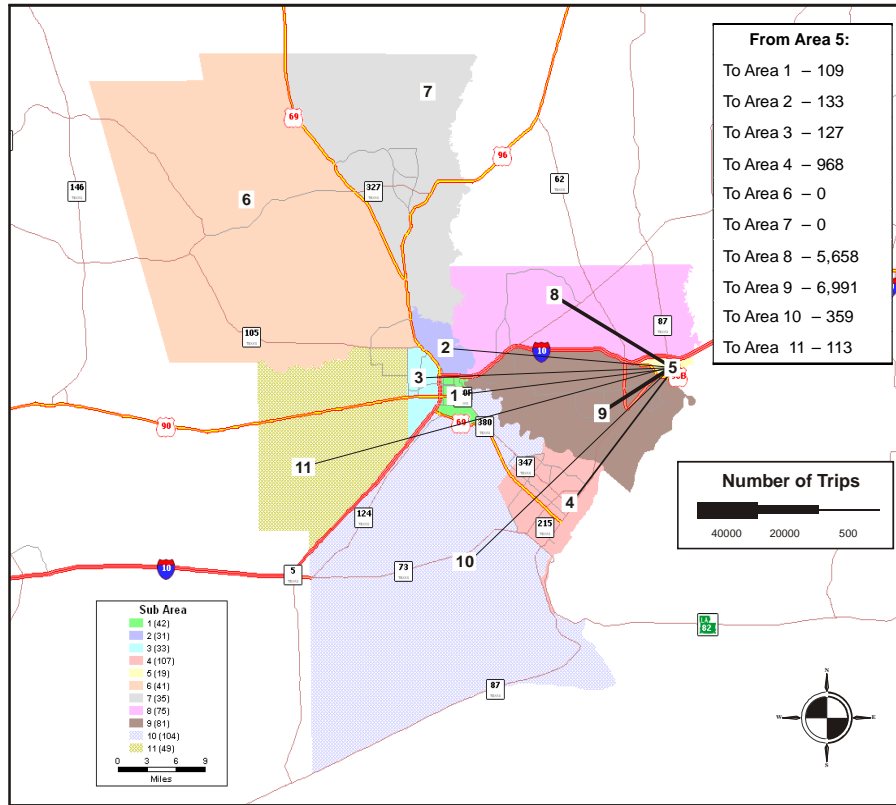 From Area 5:
To Area 1 – 109
To Area 2 – 133
To Area 3 – 127
To Area 4 – 968
To Area 6 – 0
To Area 7 – 0
To Area 8 – 5,658
To Area 9 – 6,991
To Area 10 – 359
To Area 11 – 113
7
69
96
146
327
62
6
8
87
105
2
10
3
5
1
9
90
69
380
11
347
4
124
215
10
10
5
73
LA
82
87
Number of Trips
40000 20000 500
Sub Area
1 (42)
2 (31)
3 (33)
4 (107)
5 (19)
6 (41)
7 (35)
8 (75)
9 (81)
10 (104)
11 (49)
0 3 6 9
Miles
N
W E
S